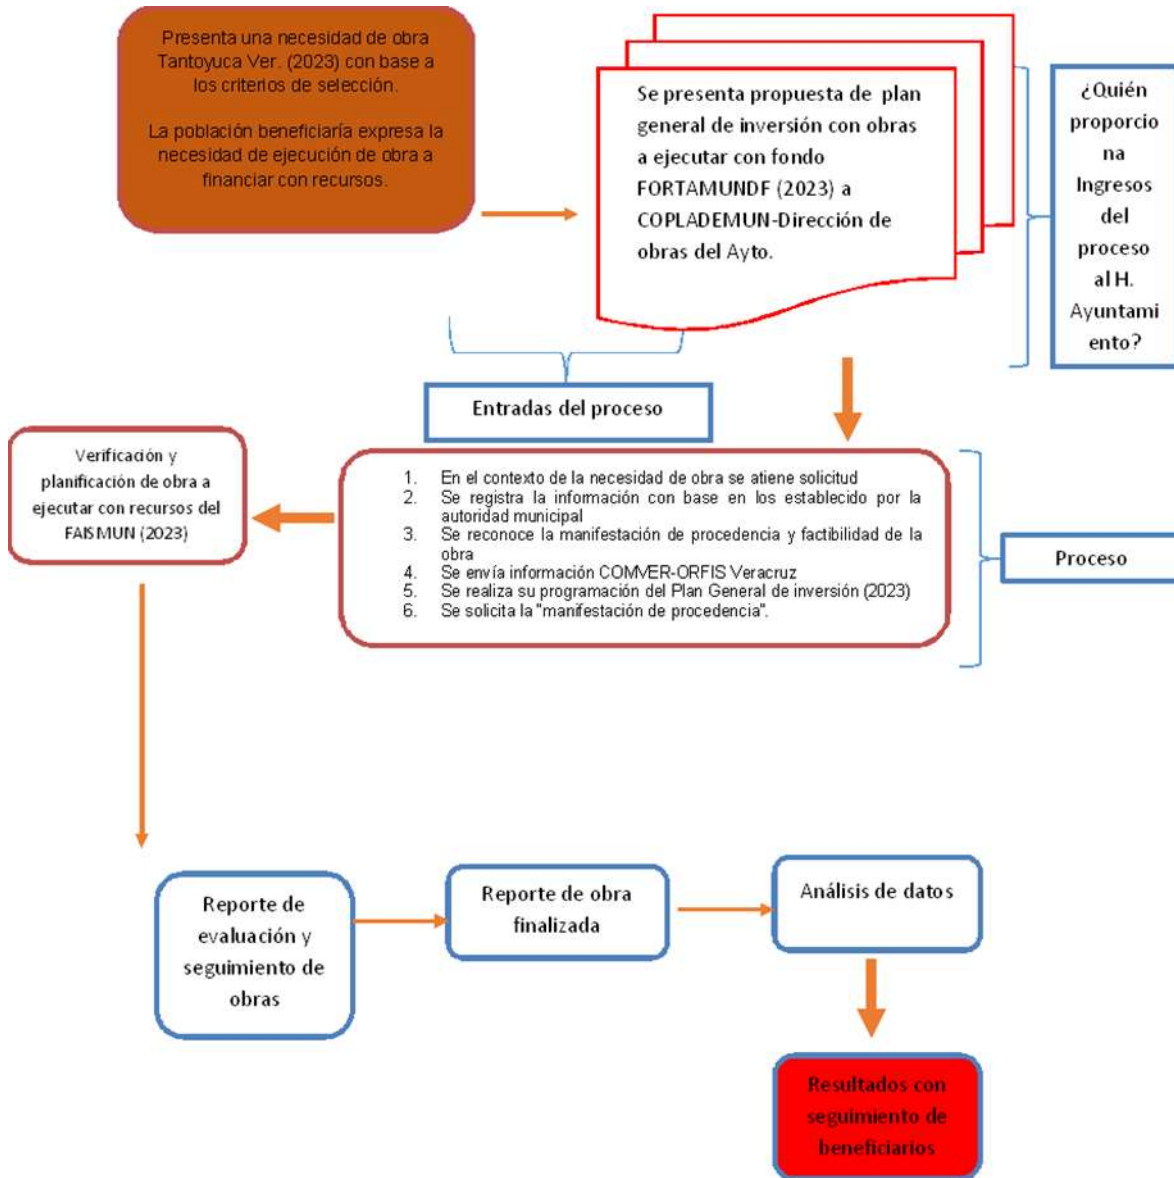 Presenta una necesidad de obra
Tantoyuca Ver. (2023) con base a
los criterios de selección.
La población beneficiaría expresa la
necesidad de ejecución de obra a
financiar con recursos.
Se presenta propuesta de plan
general de inversión con obras
a ejecutar con fondo
FORTAMUNDF (2023) a
COPLADEMUN-Dirección de
obras del Ayto.
¿Quién
proporcio
na
Ingresos
del
proceso
al H.
Ayuntami
ento?
Entradas del proceso
Verificación y
planificación de obra a
ejecutar con recursos del
FAISMUN (2023)
1. En el contexto de la necesidad de obra se atiene solicitud
2. Se registra la información con base en los establecido por la
autoridad municipal
3. Se reconoce la manifestación de procedencia y factibilidad de la
obra
4. Se envía información COMVER-ORFIS Veracruz
5. Se realiza su programación del Plan General de inversión (2023)
6. Se solicita la "manifestación de procedencia".
Proceso
Reporte de
evaluación y
seguimiento de
obras
Reporte de obra
finalizada
Análisis de datos
Resultados con
seguimiento de
beneficiarios